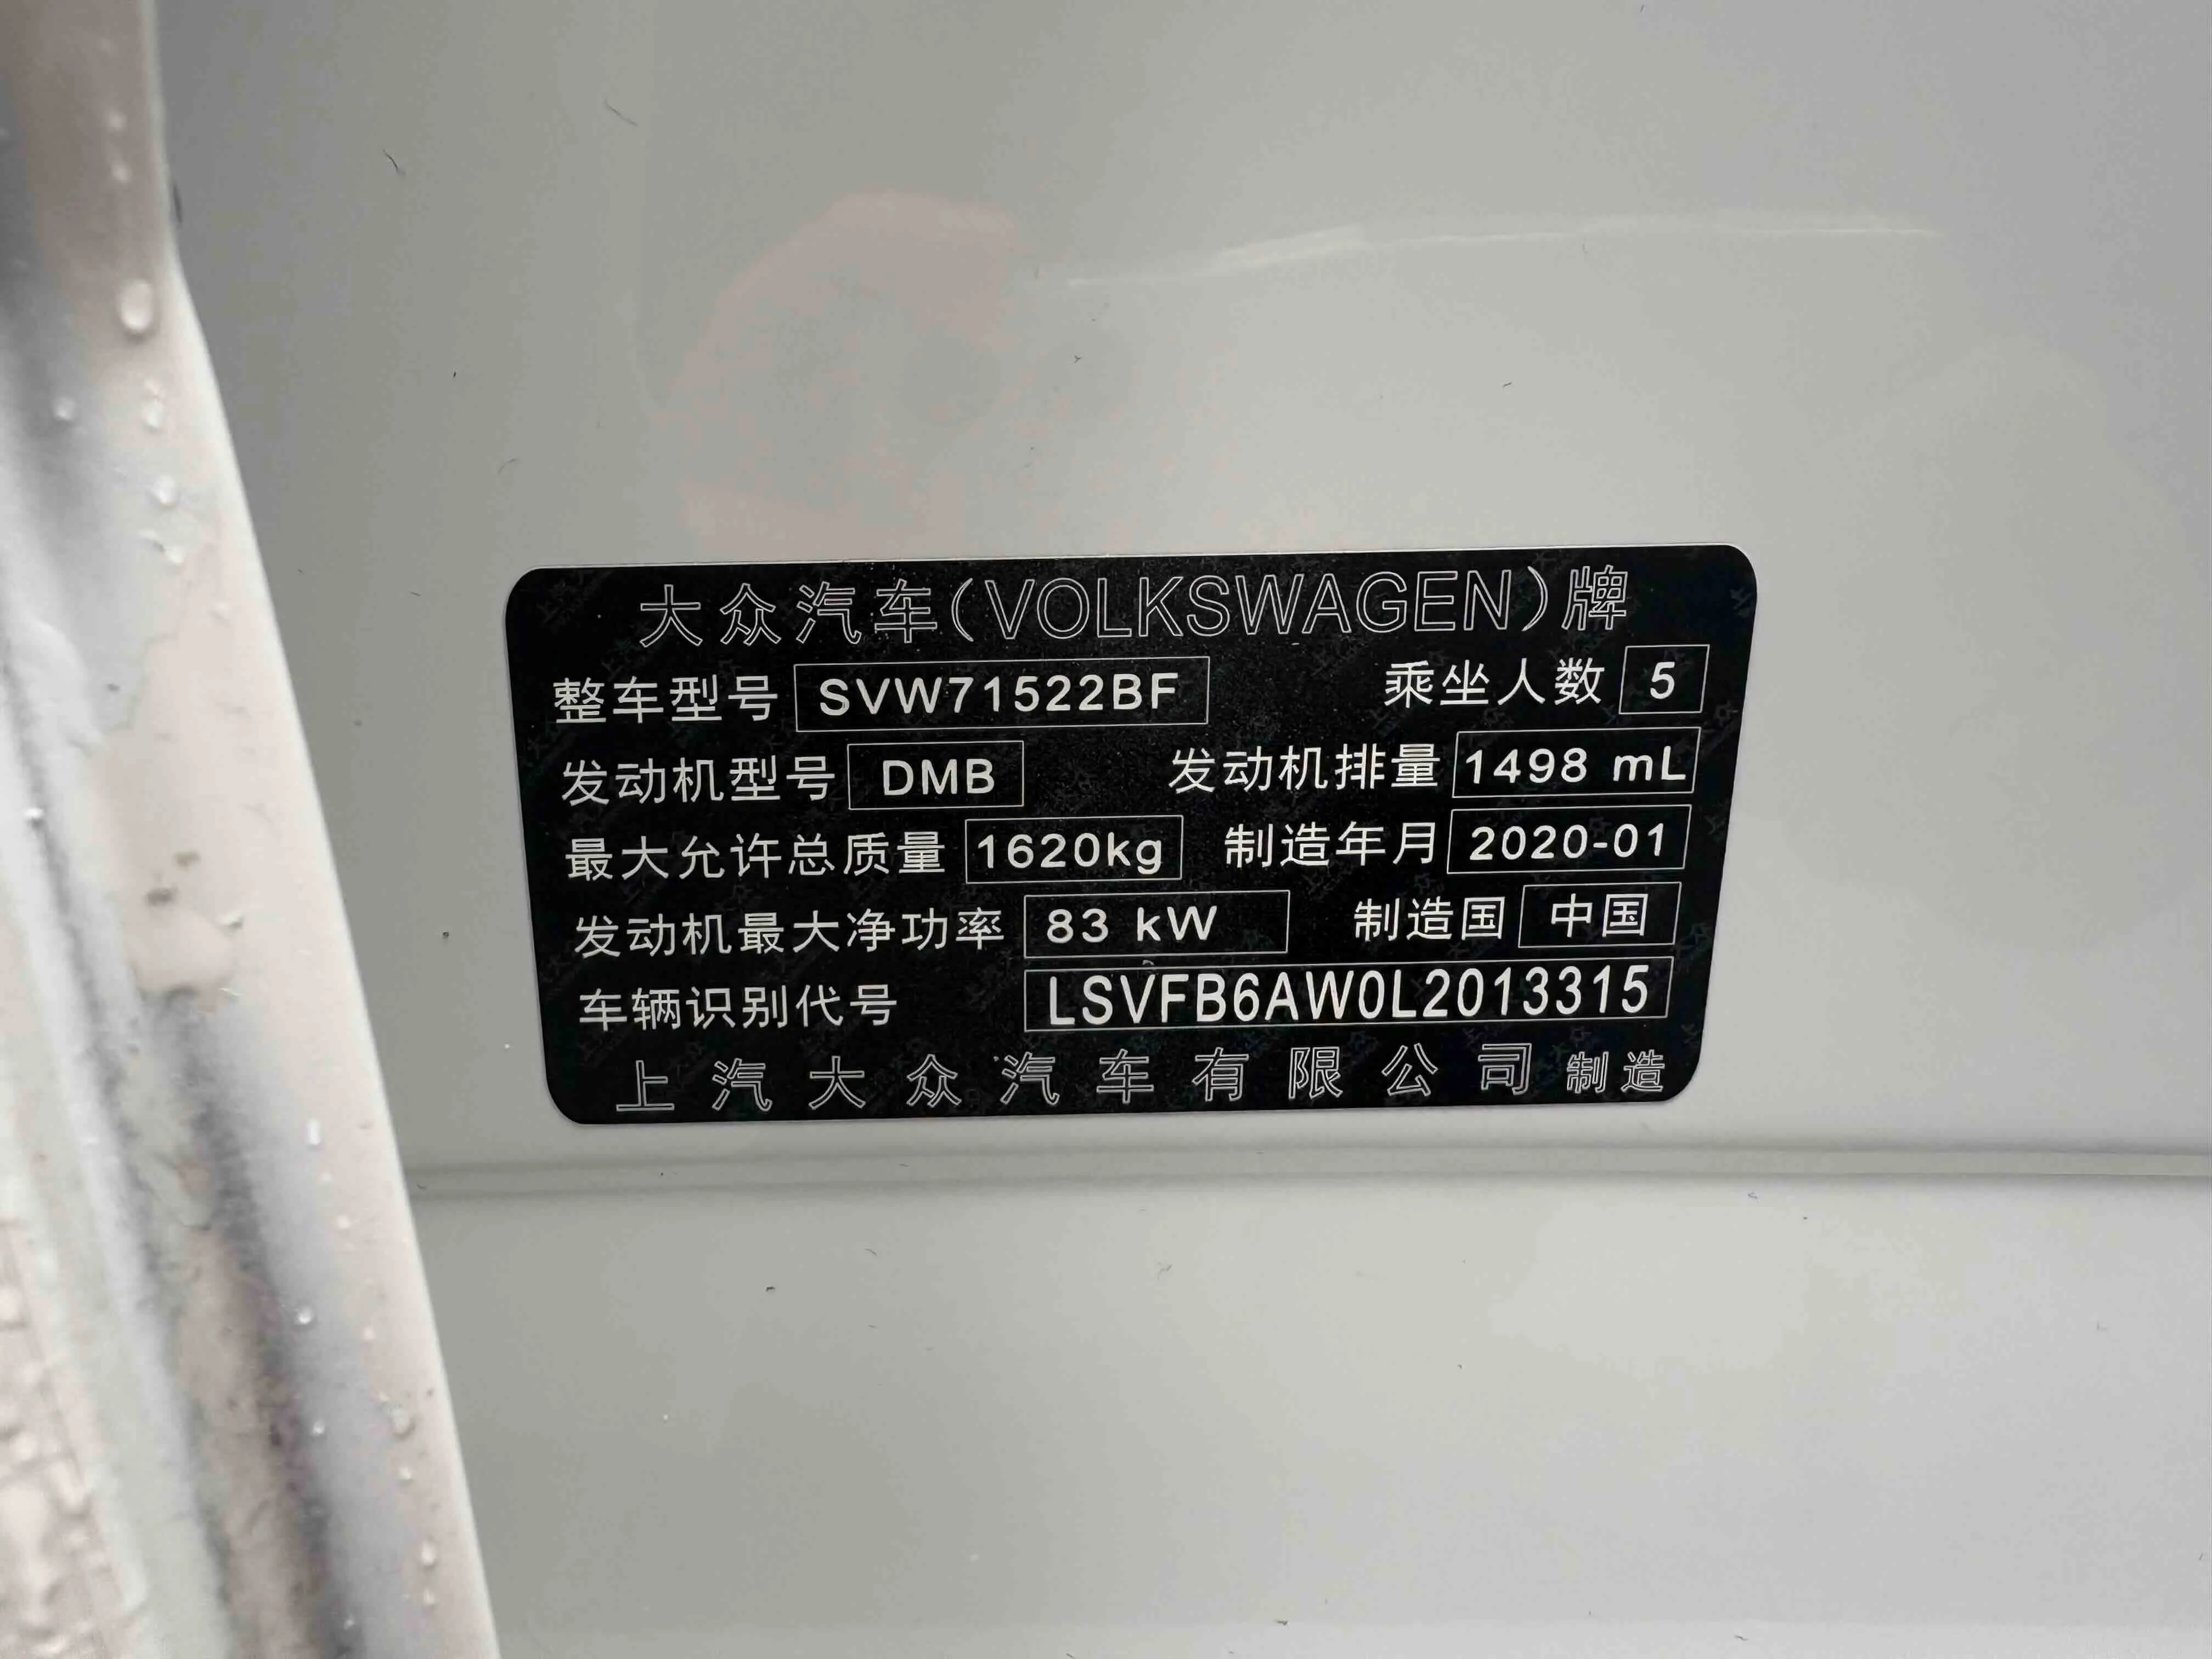 大众汽车(VOLKSWAGEN)牌
整车型号 SVW71522BF 乘坐人数 5
发动机型号 DMB 发动机排量 1498 mL
最大允许总质量 1620kg 制造年月 2020-01
发动机最大净功率 83 kW 制造国 中国
车辆识别代号 LSVFB6AW0L2013315
上汽大众汽车有限公司制造